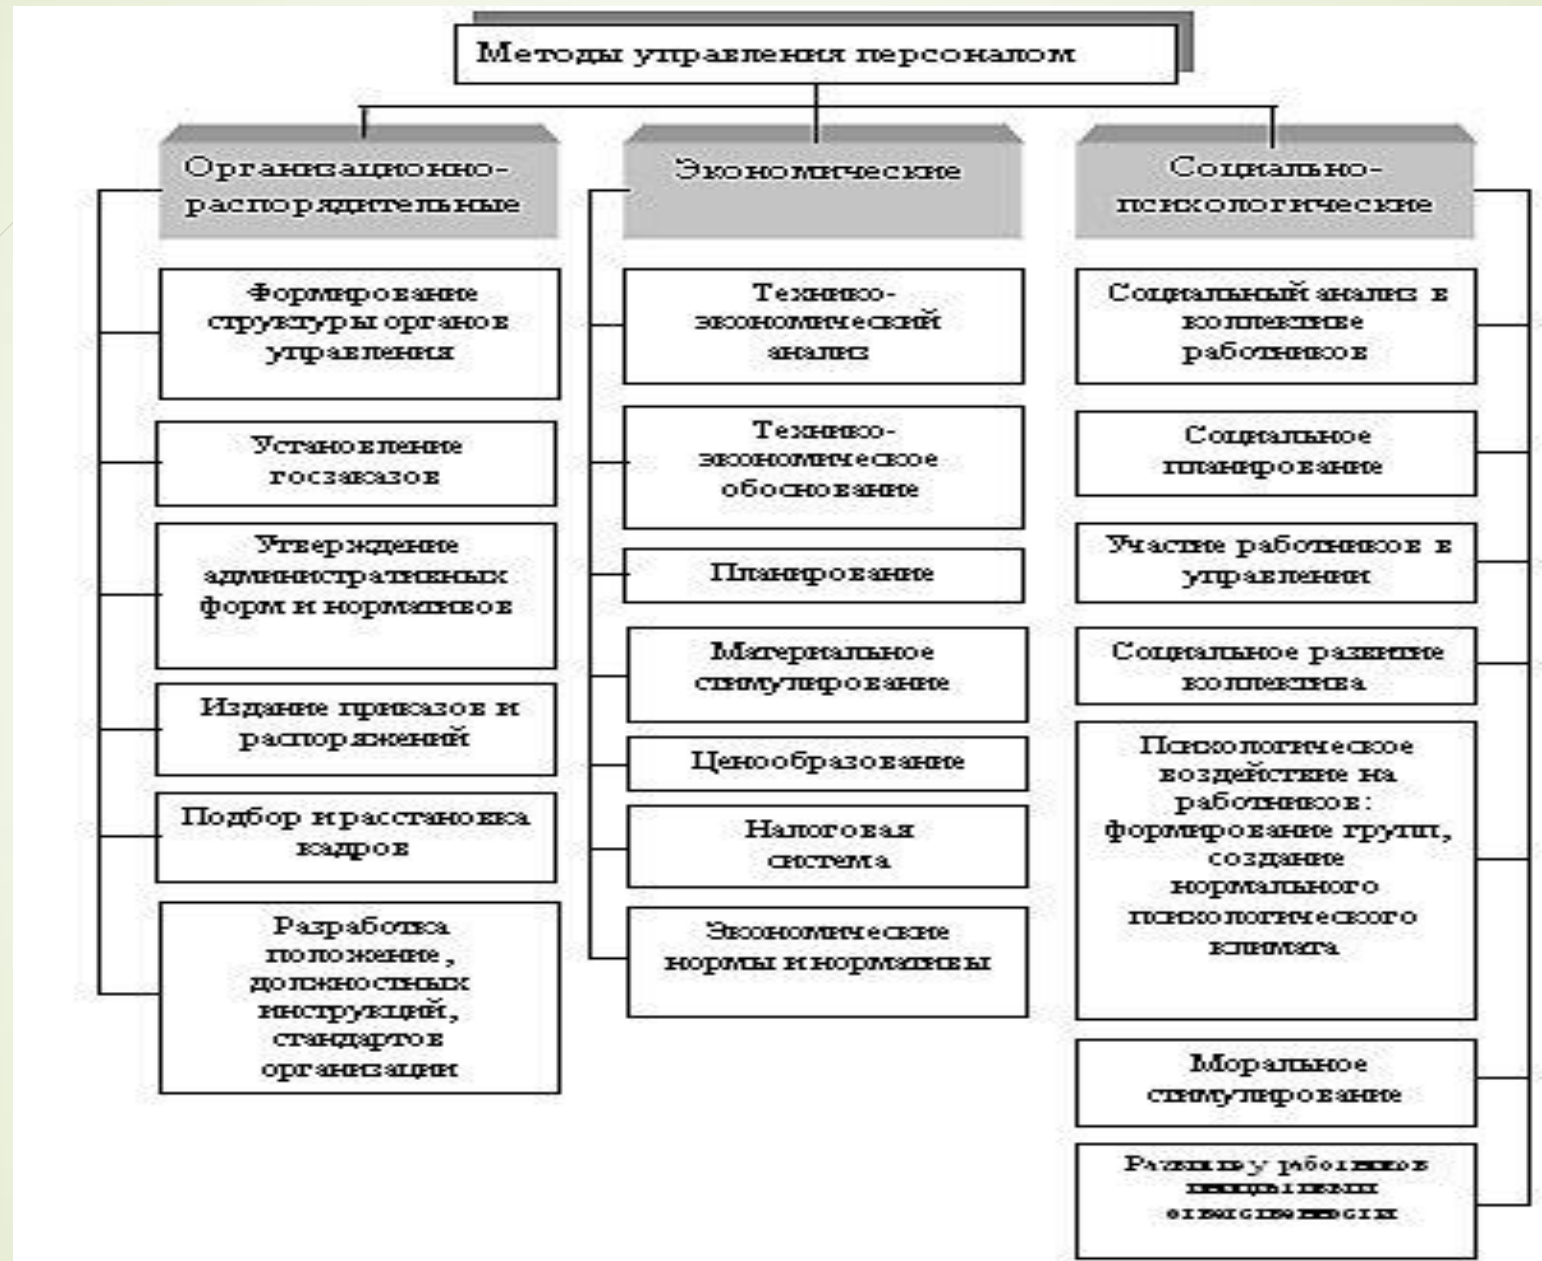 Методы управления персоналом
Организационно-
распорядительные
Формирование
структуры органов
управления
Установление
госзаказов
Утверждение
административных
форм и нормативов
Издание приказов и
распоряжений
Подбор и расстановка
кадров
Разработка
положение,
должностных
инструкций,
стандартов
организации
Экономические
Технико-
экономический
анализ
Технико-
экономическое
обоснование
Планирование
Материальное
стимулирование
Ценообразование
Налоговая
система
Экономические
нормы и нормативы
Социально-
психологические
Социальный анализ в
коллективе
работников
Социальное
планирование
Участие работников в
управлении
Социальное развитие
коллектива
Психологическое
воздействие на
работников:
формирование групп,
создание
нормального
психологического
климата
Моральное
стимулирование
у работников
ответственности